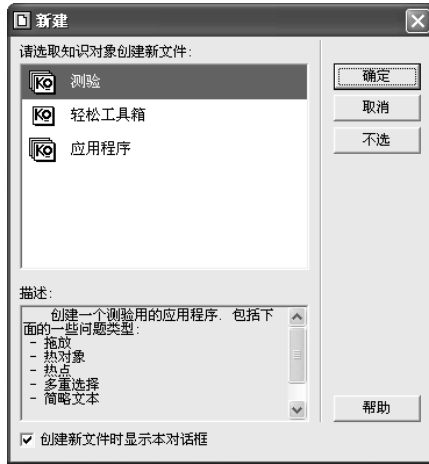 新建
请选取知识对象创建新文件:
KO 测验
KO 轻松工具箱
KO 应用程序
确定
取消
不选
描述:
创建一个测验用的应用程序. 包括下
面的一些问题类型:
- 拖放
- 热对象
- 热点
- 多重选择
- 简略文本
帮助
创建新文件时显示本对话框